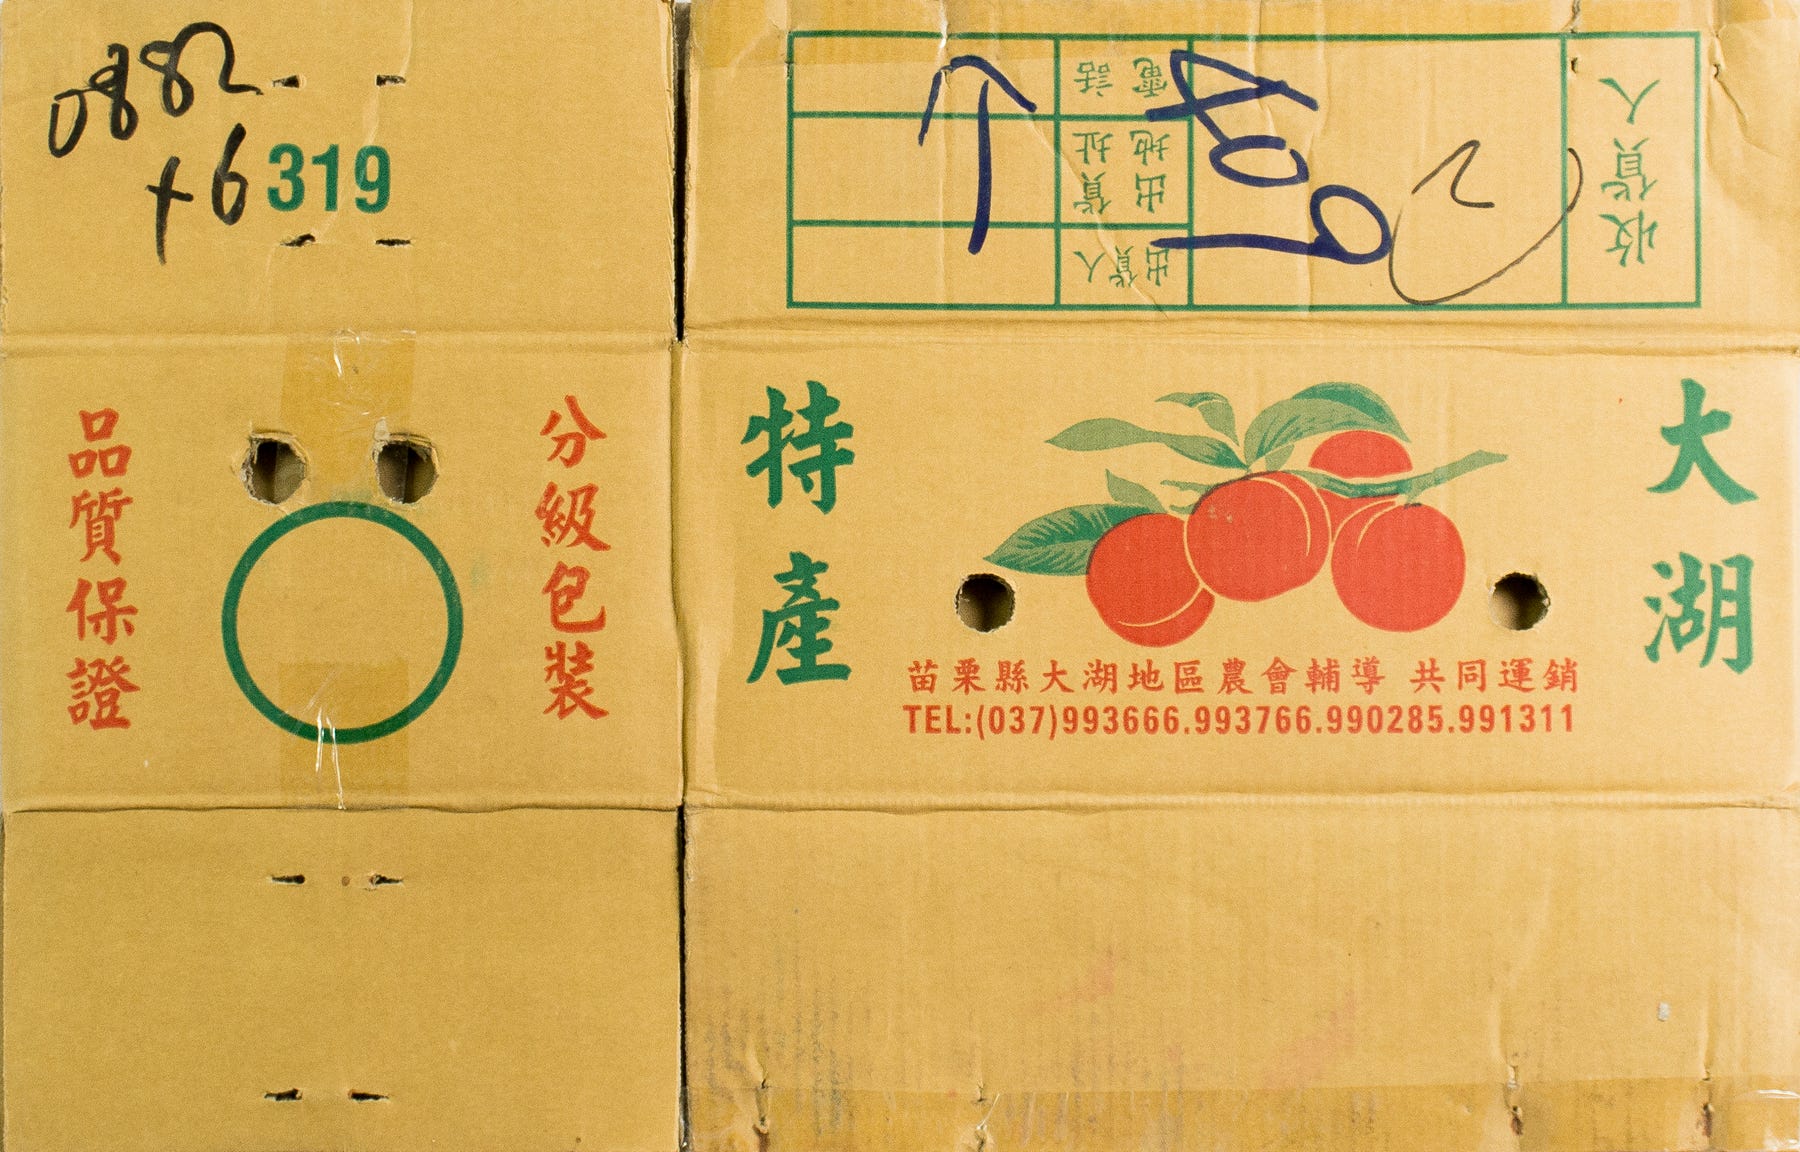 0882
+6 319
收貨人
電話
出貨地址
出貨人
大湖
特產
分級包裝
品質保證
苗栗縣大湖地區農會輔導 共同運銷
TEL:(037)993666.993766.990285.991311